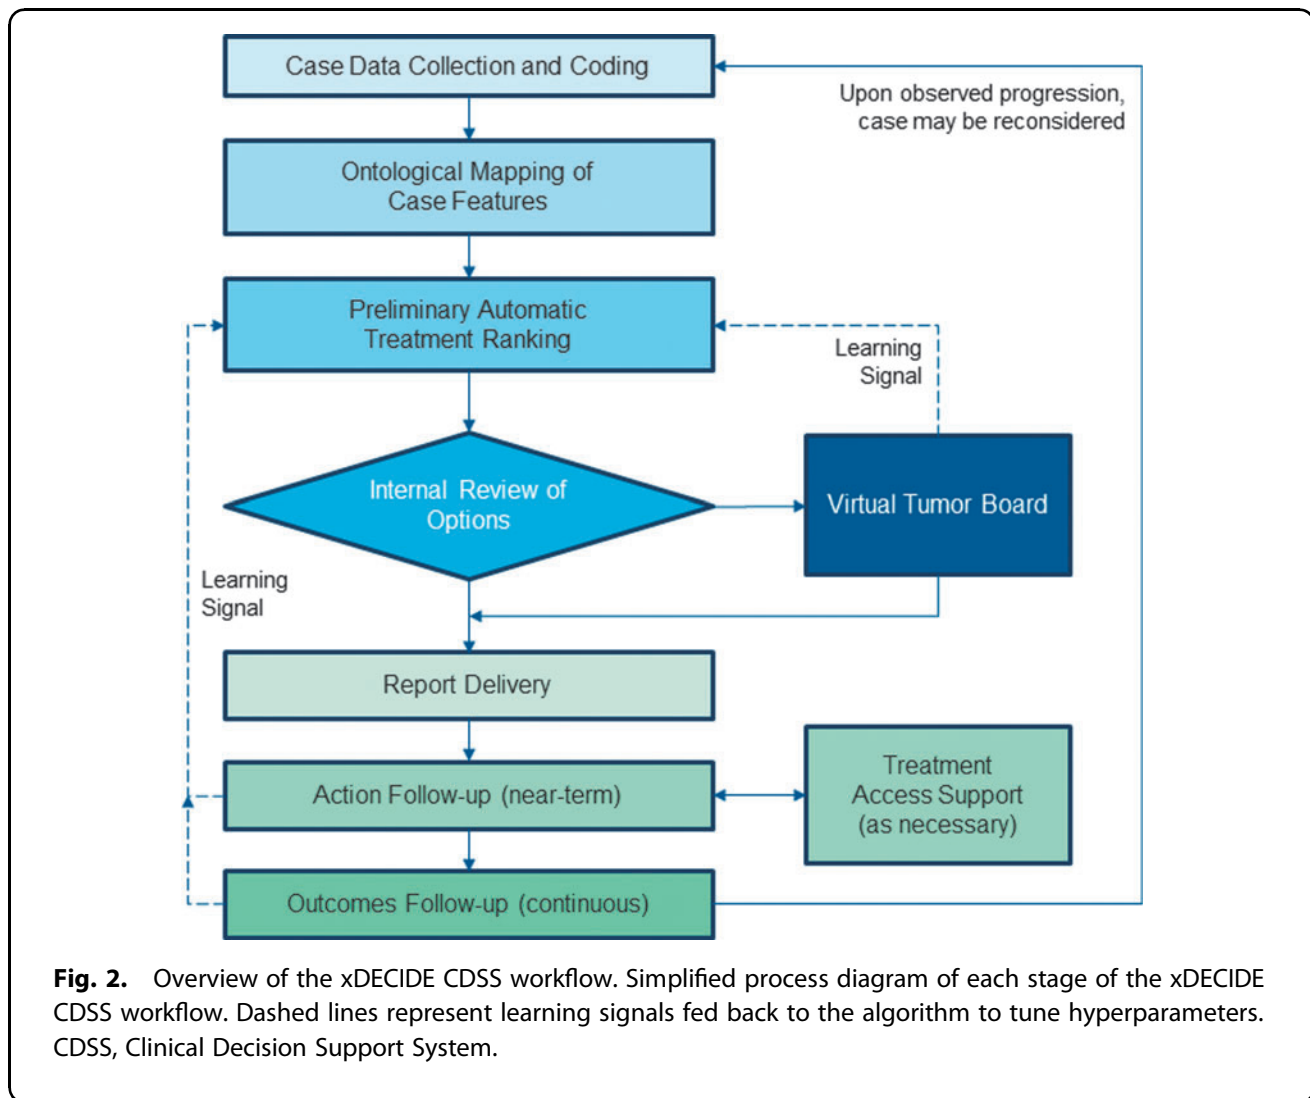 Case Data Collection and Coding
Upon observed progression,
case may be reconsidered
Ontological Mapping of
Case Features
Preliminary Automatic
Treatment Ranking
Learning
Signal
Internal Review of
Options
Virtual Tumor Board
Learning
Signal
Report Delivery
Action Follow-up (near-term)
Treatment
Access Support
(as necessary)
Outcomes Follow-up (continuous)
Fig. 2. Overview of the xDECIDE CDSS workflow. Simplified process diagram of each stage of the xDECIDE
CDSS workflow. Dashed lines represent learning signals fed back to the algorithm to tune hyperparameters.
CDSS, Clinical Decision Support System.